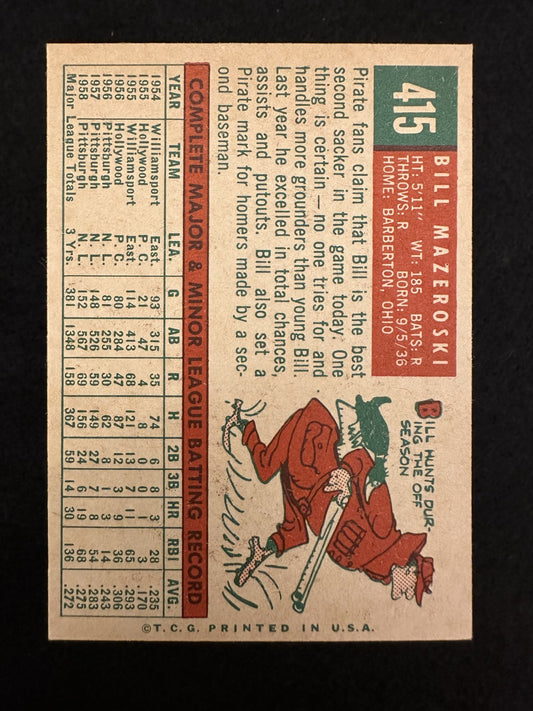 415
BILL MAZEROSKI
HT: 5'11" WT: 185 BATS: R
THROWS: R BORN: 9/5/36
HOME: BARBERTON, OHIO
Pirate fans claim that Bill is the best
second sacker in the game today. One
thing is certain—no one tries for and
handles more grounders than young Bill.
Last year he excelled in total chances,
assists and putouts. Bill also set a
Pirate mark for homers made by a sec-
ond baseman.
BILL HUNTS DUR-
ING THE OFF
SEASON
COMPLETE MAJOR & MINOR LEAGUE BATTING RECORD
YEAR TEAM LEA G AB R H 2B 3B HR RBI AVG.
1954 Williamsport East. 93 315 35 74 6 8 3 28 .235
1955 Hollywood P. C. 21 47 4 8 0 0 0 1 .170
1955 Williamsport East. 114 413 68 121 13 7 11 65 .293
1956 Hollywood P. C. 80 284 47 87 12 9 36 .306
1956 Pittsburgh N.L. 81 255 30 62 8 1 3 14 .243
1957 Pittsburgh N.L. 148 526 59 149 27 7 8 54 .283
1958 Pittsburgh N.L. 152 567 69 156 24 6 19 68 .275
Major League Totals 3 Yrs. 381 1348 158 367 59 14 30 136 .272
©T.C.G. PRINTED IN U.S.A.